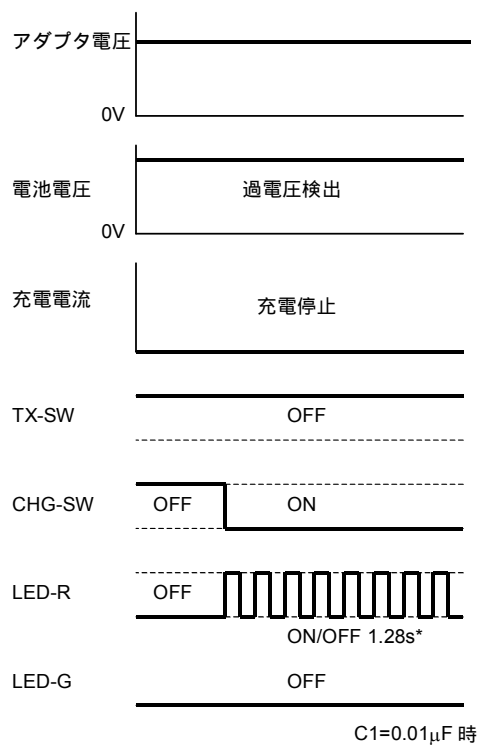 アダプタ電圧
0V
電池電圧
過電圧検出
0V
充電電流
充電停止
TX-SW
OFF
CHG-SW
OFF
ON
LED-R
OFF
ON/OFF 1.28s*
LED-G
OFF
C1=0.01μF 時